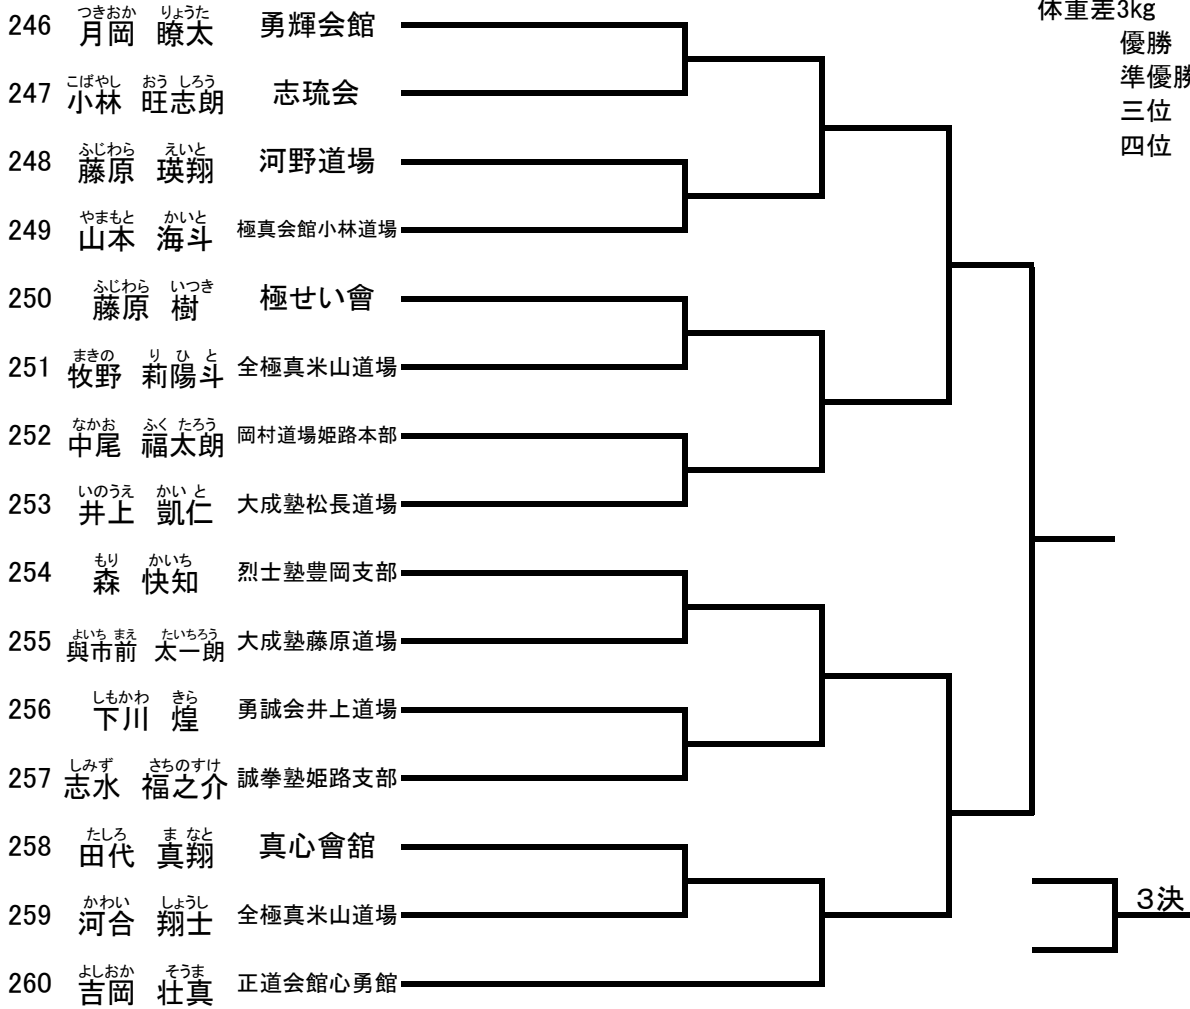 体重差3kg
優勝
準優勝
三位
四位
つきおか りょうた
246 月岡 瞭太 勇輝会館
こばやし おう しろう
247 小林 旺志朗 志琉会
ふじわら えいと
248 藤原 瑛翔 河野道場
やまもと かいと
249 山本 海斗 極真会館小林道場
ふじわら いつき
250 藤原 樹 極せい會
まきの り ひ と
251 牧野 莉陽斗 全極真米山道場
なかお ふく たろう
252 中尾 福太朗 岡村道場姫路本部
いのうえ かい と
253 井上 凱仁 大成塾松長道場
もり かいち
254 森 快知 烈士塾豊岡支部
よいち まえ たいちろう
255 與市前 太一朗 大成塾藤原道場
しもかわ きら
256 下川 煌 勇誠会井上道場
しみず さちのすけ
257 志水 福之介 誠拳塾姫路支部
たしろ ま なと
258 田代 真翔 真心會舘
かわい しょうし
259 河合 翔士 全極真米山道場
3決
よしおか そうま
260 吉岡 壮真 正道会館心勇館